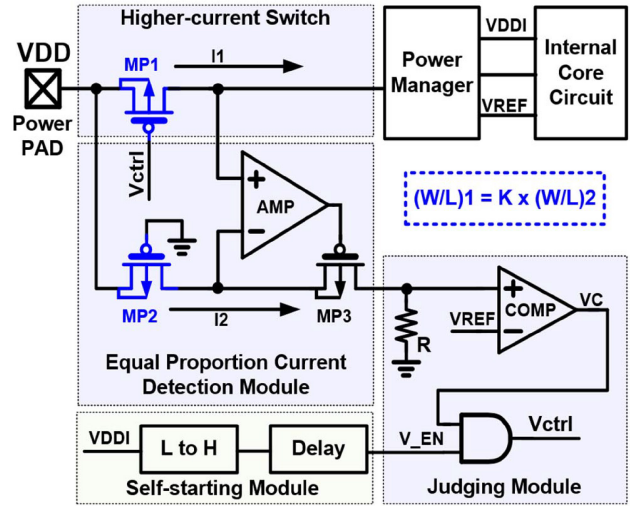 Higher-current Switch
VDD
Power
PAD
MP1
I1
Vctrl
Power
Manager
VDDI
VREF
Internal
Core
Circuit
(W/L)1 = K x (W/L)2
+
AMP
−
MP2
I2
MP3
Equal Proportion Current
Detection Module
R
VREF
+
COMP
−
VC
Vctrl
V_EN
Judging Module
VDDI
L to H
Delay
Self-starting Module